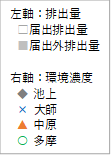 左軸：排出量
□届出排出量
■届出外排出量
右軸：環境濃度
◆ 池上
× 大師
▲ 中原
○ 多摩